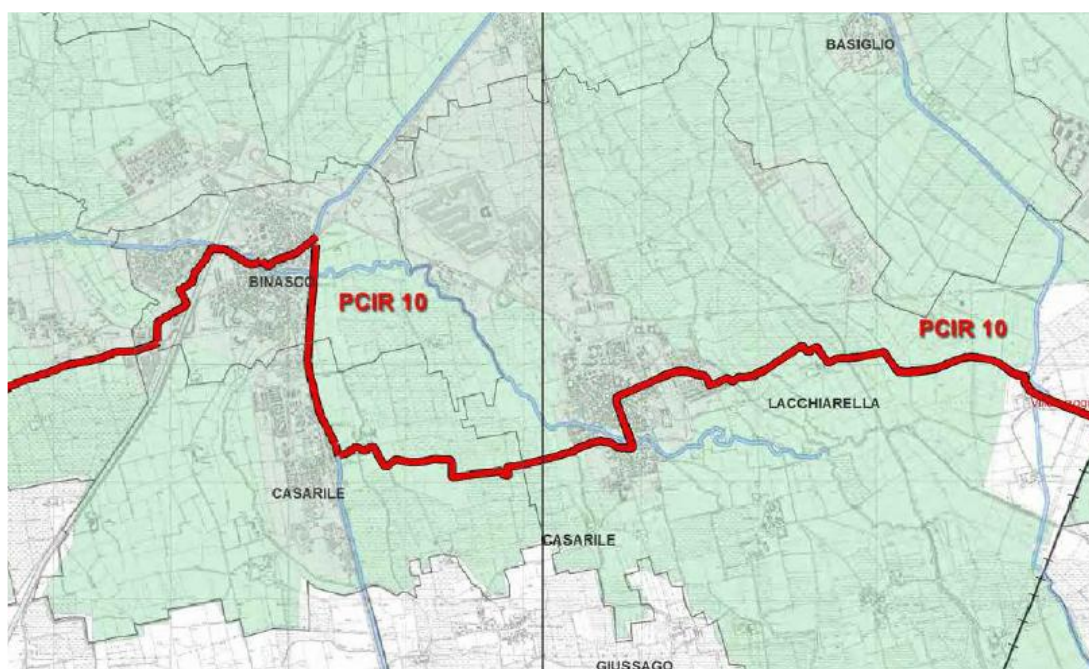 BASIGLIO
BINASCO
PCIR 10
PCIR 10
LACCHIARELLA
CASARILE
CASARILE
GIUSSAGO